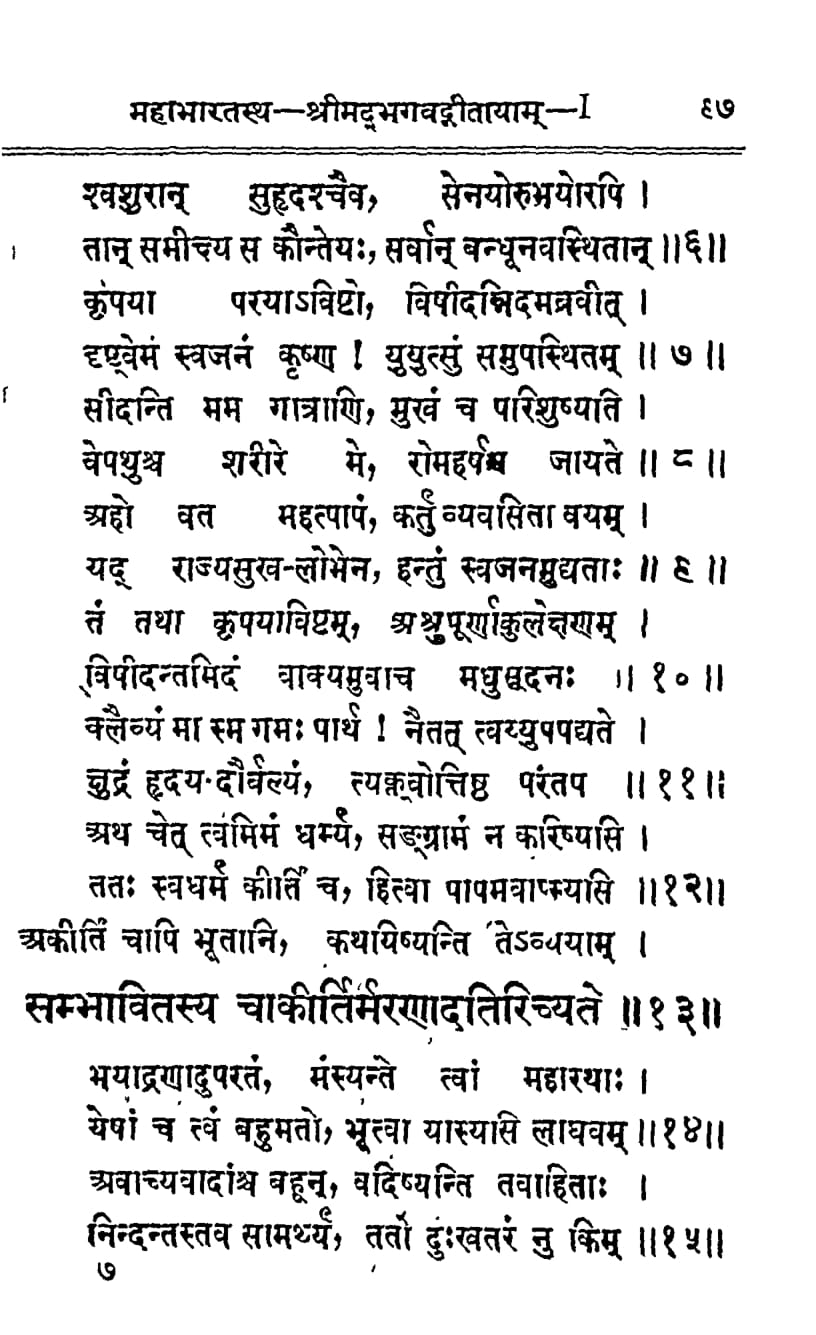 महाभारतस्थ—श्रीमद्भगवद्गीतायाम्—I ९७
श्वशुरान् सुहृदश्चैव, सेनयोरुभयोरपि ।
तान् समीक्ष्य स कौन्तेयः, सर्वान् बन्धूनवस्थितान् ॥६॥
कृपया परयाऽविष्टो, विषीदन्निदमब्रवीत् ।
दृष्ट्वेमं स्वजनं कृष्ण ! युयुत्सुं समुपस्थितम् ॥ ७ ॥
सीदन्ति मम गात्राणि, मुखं च परिशुष्यति ।
वेपथुश्च शरीरे मे, रोमहर्षश्च जायते ॥ ८ ॥
अहो वत महत्पापं, कर्तुं व्यवसिता वयम् ।
यद् राज्यसुख-लोभेन, हन्तुं स्वजनमुद्यताः ॥ ९ ॥
तं तथा कृपयाविष्टम्, अश्रुपूर्णाकुलेक्षणम् ।
विषीदन्तमिदं वाक्यमुवाच मधुसूदनः ॥ १० ॥
क्लैव्यं मा स्म गमः पार्थ ! नैतत् त्वय्युपपद्यते ।
क्षुद्रं हृदय-दौर्वल्यं, त्यक्त्वोत्तिष्ठ परंतप ॥ ११ ॥
अथ चेत् त्वमिमं धर्म्यं, सङ्ग्रामं न करिष्यसि ।
ततः स्वधर्मं कीर्तिं च, हित्वा पापमवाप्स्यसि ॥१२॥
अकीर्तिं चापि भूतानि, कथयिष्यन्ति तेऽव्ययाम् ।
सम्भावितस्य चाकीर्तिर्मरणादतिरिच्यते ॥१३॥
भयाद्रणादुपरतं, मंस्यन्ते त्वां महारथाः ।
येषां च त्वं बहुमतो, भूत्वा यास्यसि लाघवम् ॥१४॥
अवाच्यवादांश्च बहून्, वदिष्यन्ति तवाहिताः ।
निन्दन्तस्तव सामर्थ्यं, ततो दुःखतरं नु किम् ॥१५॥
७